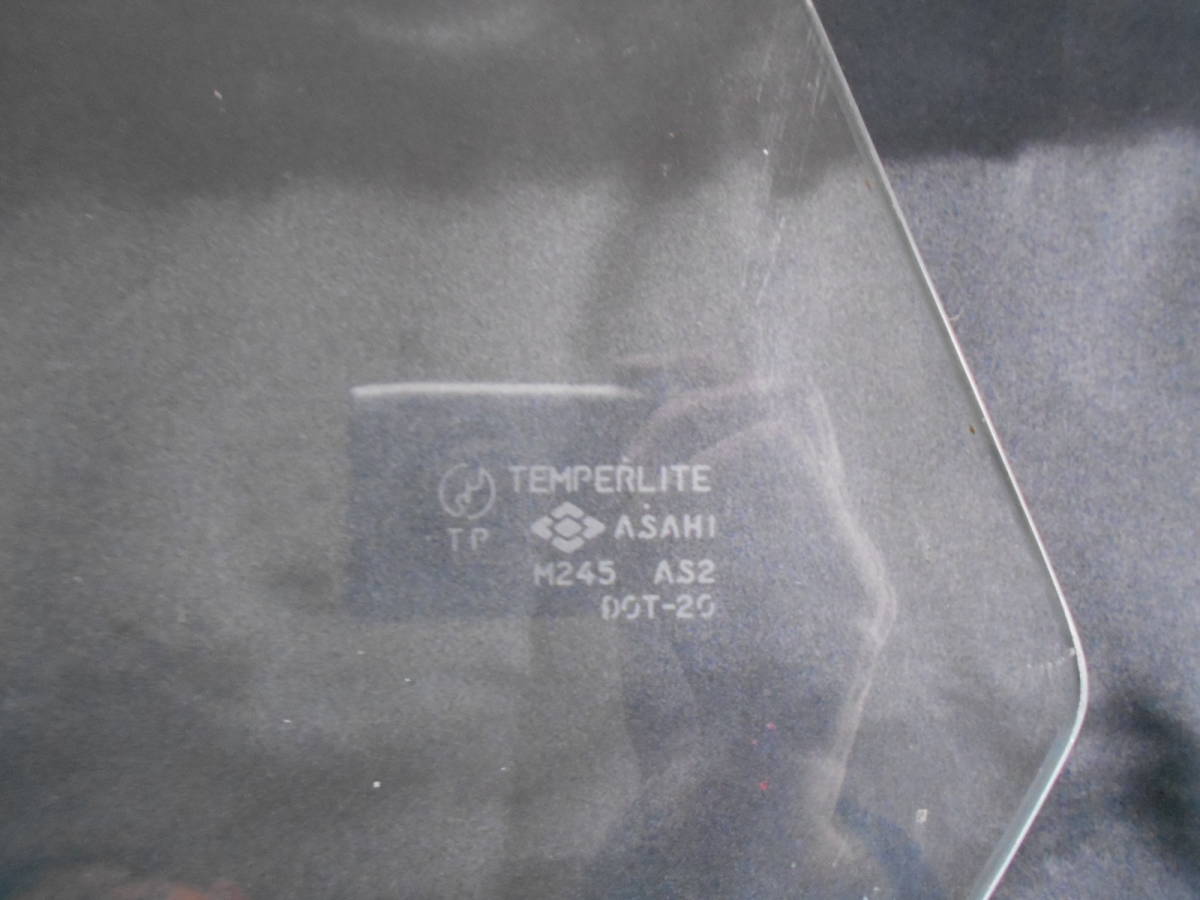 TEMPERLITE
TP ASAHI
M245 AS2
DOT-20